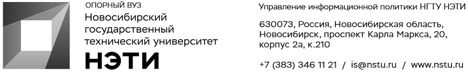 ОПОРНЫЙ ВУЗ
Новосибирский
государственный
технический университет
НЭТИ
Управление информационной политики НГТУ НЭТИ
630073, Россия, Новосибирская область,
Новосибирск, проспект Карла Маркса, 20,
корпус 2а, к.210
+7 (383) 346 11 21 / is@nstu.ru / www.nstu.ru